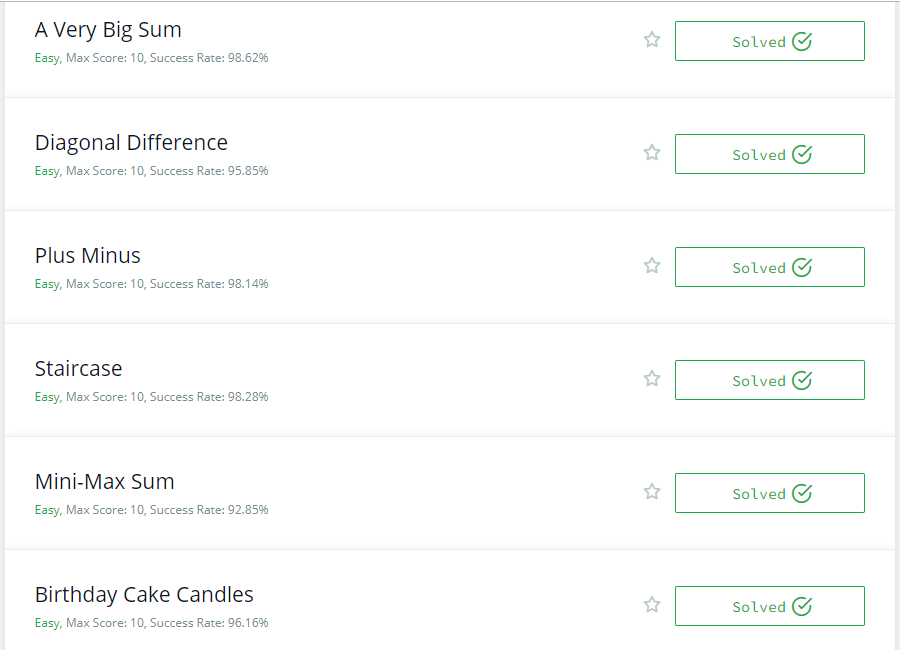 A Very Big Sum
Easy, Max Score: 10, Success Rate: 98.62%
Solved
Diagonal Difference
Easy, Max Score: 10, Success Rate: 95.85%
Solved
Plus Minus
Easy, Max Score: 10, Success Rate: 98.14%
Solved
Staircase
Easy, Max Score: 10, Success Rate: 98.28%
Solved
Mini-Max Sum
Easy, Max Score: 10, Success Rate: 92.85%
Solved
Birthday Cake Candles
Easy, Max Score: 10, Success Rate: 96.16%
Solved